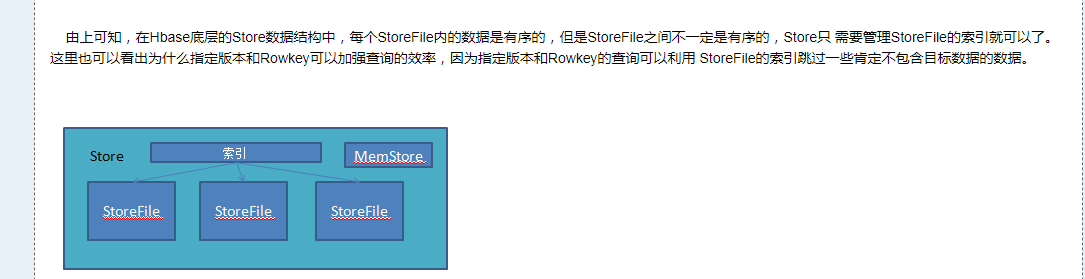 由上可知，在Hbase底层的Store数据结构中，每个StoreFile内的数据是有序的，但是StoreFile之间不一定是有序的，Store只 需要管理StoreFile的索引就可以了。
这里也可以看出为什么指定版本和Rowkey可以加强查询的效率，因为指定版本和Rowkey的查询可以利用 StoreFile的索引跳过一些肯定不包含目标数据的数据。
Store 索引 MemStore
StoreFile StoreFile StoreFile